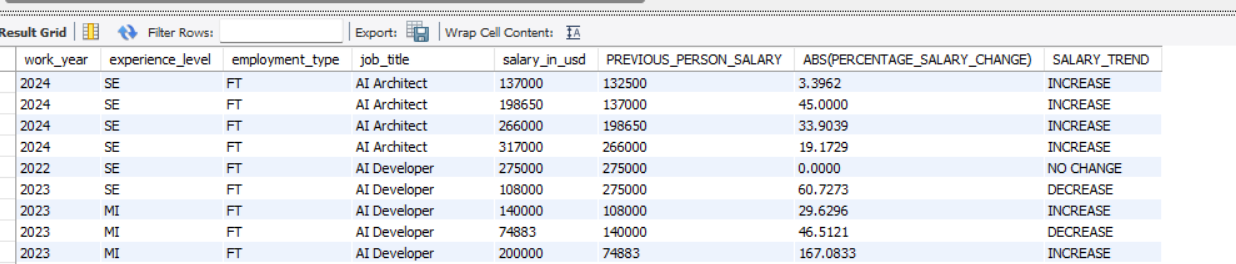 Result Grid Filter Rows: Export: Wrap Cell Content: IA
work_year experience_level employment_type job_title salary_in_usd PREVIOUS_PERSON_SALARY ABS(PERCENTAGE_SALARY_CHANGE) SALARY_TREND
2024 SE FT AI Architect 137000 132500 3.3962 INCREASE
2024 SE FT AI Architect 198650 137000 45.0000 INCREASE
2024 SE FT AI Architect 266000 198650 33.9039 INCREASE
2024 SE FT AI Architect 317000 266000 19.1729 INCREASE
2022 SE FT AI Developer 275000 275000 0.0000 NO CHANGE
2023 SE FT AI Developer 108000 275000 60.7273 DECREASE
2023 MI FT AI Developer 140000 108000 29.6296 INCREASE
2023 MI FT AI Developer 74883 140000 46.5121 DECREASE
2023 MI FT AI Developer 200000 74883 167.0833 INCREASE